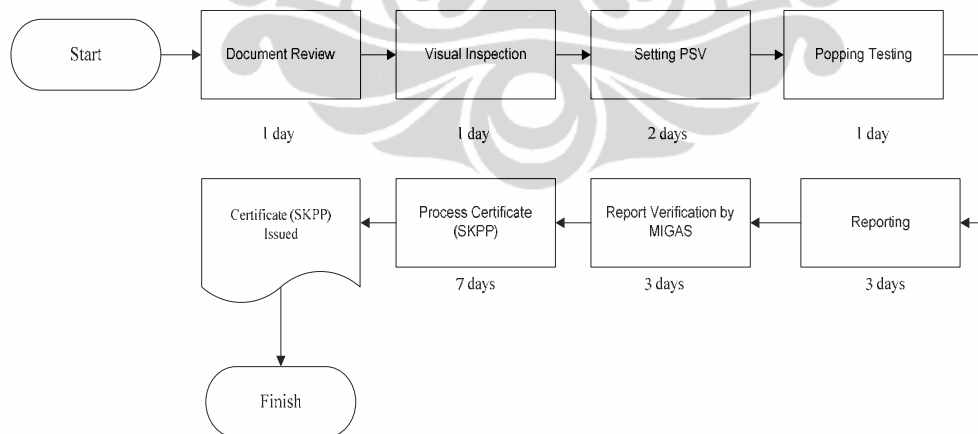 Start
Document Review
Visual Inspection
Setting PSV
Popping Testing
1 day
1 day
2 days
1 day
Certificate (SKPP)
Issued
Process Certificate
(SKPP)
Report Verification by
MIGAS
Reporting
7 days
3 days
3 days
Finish